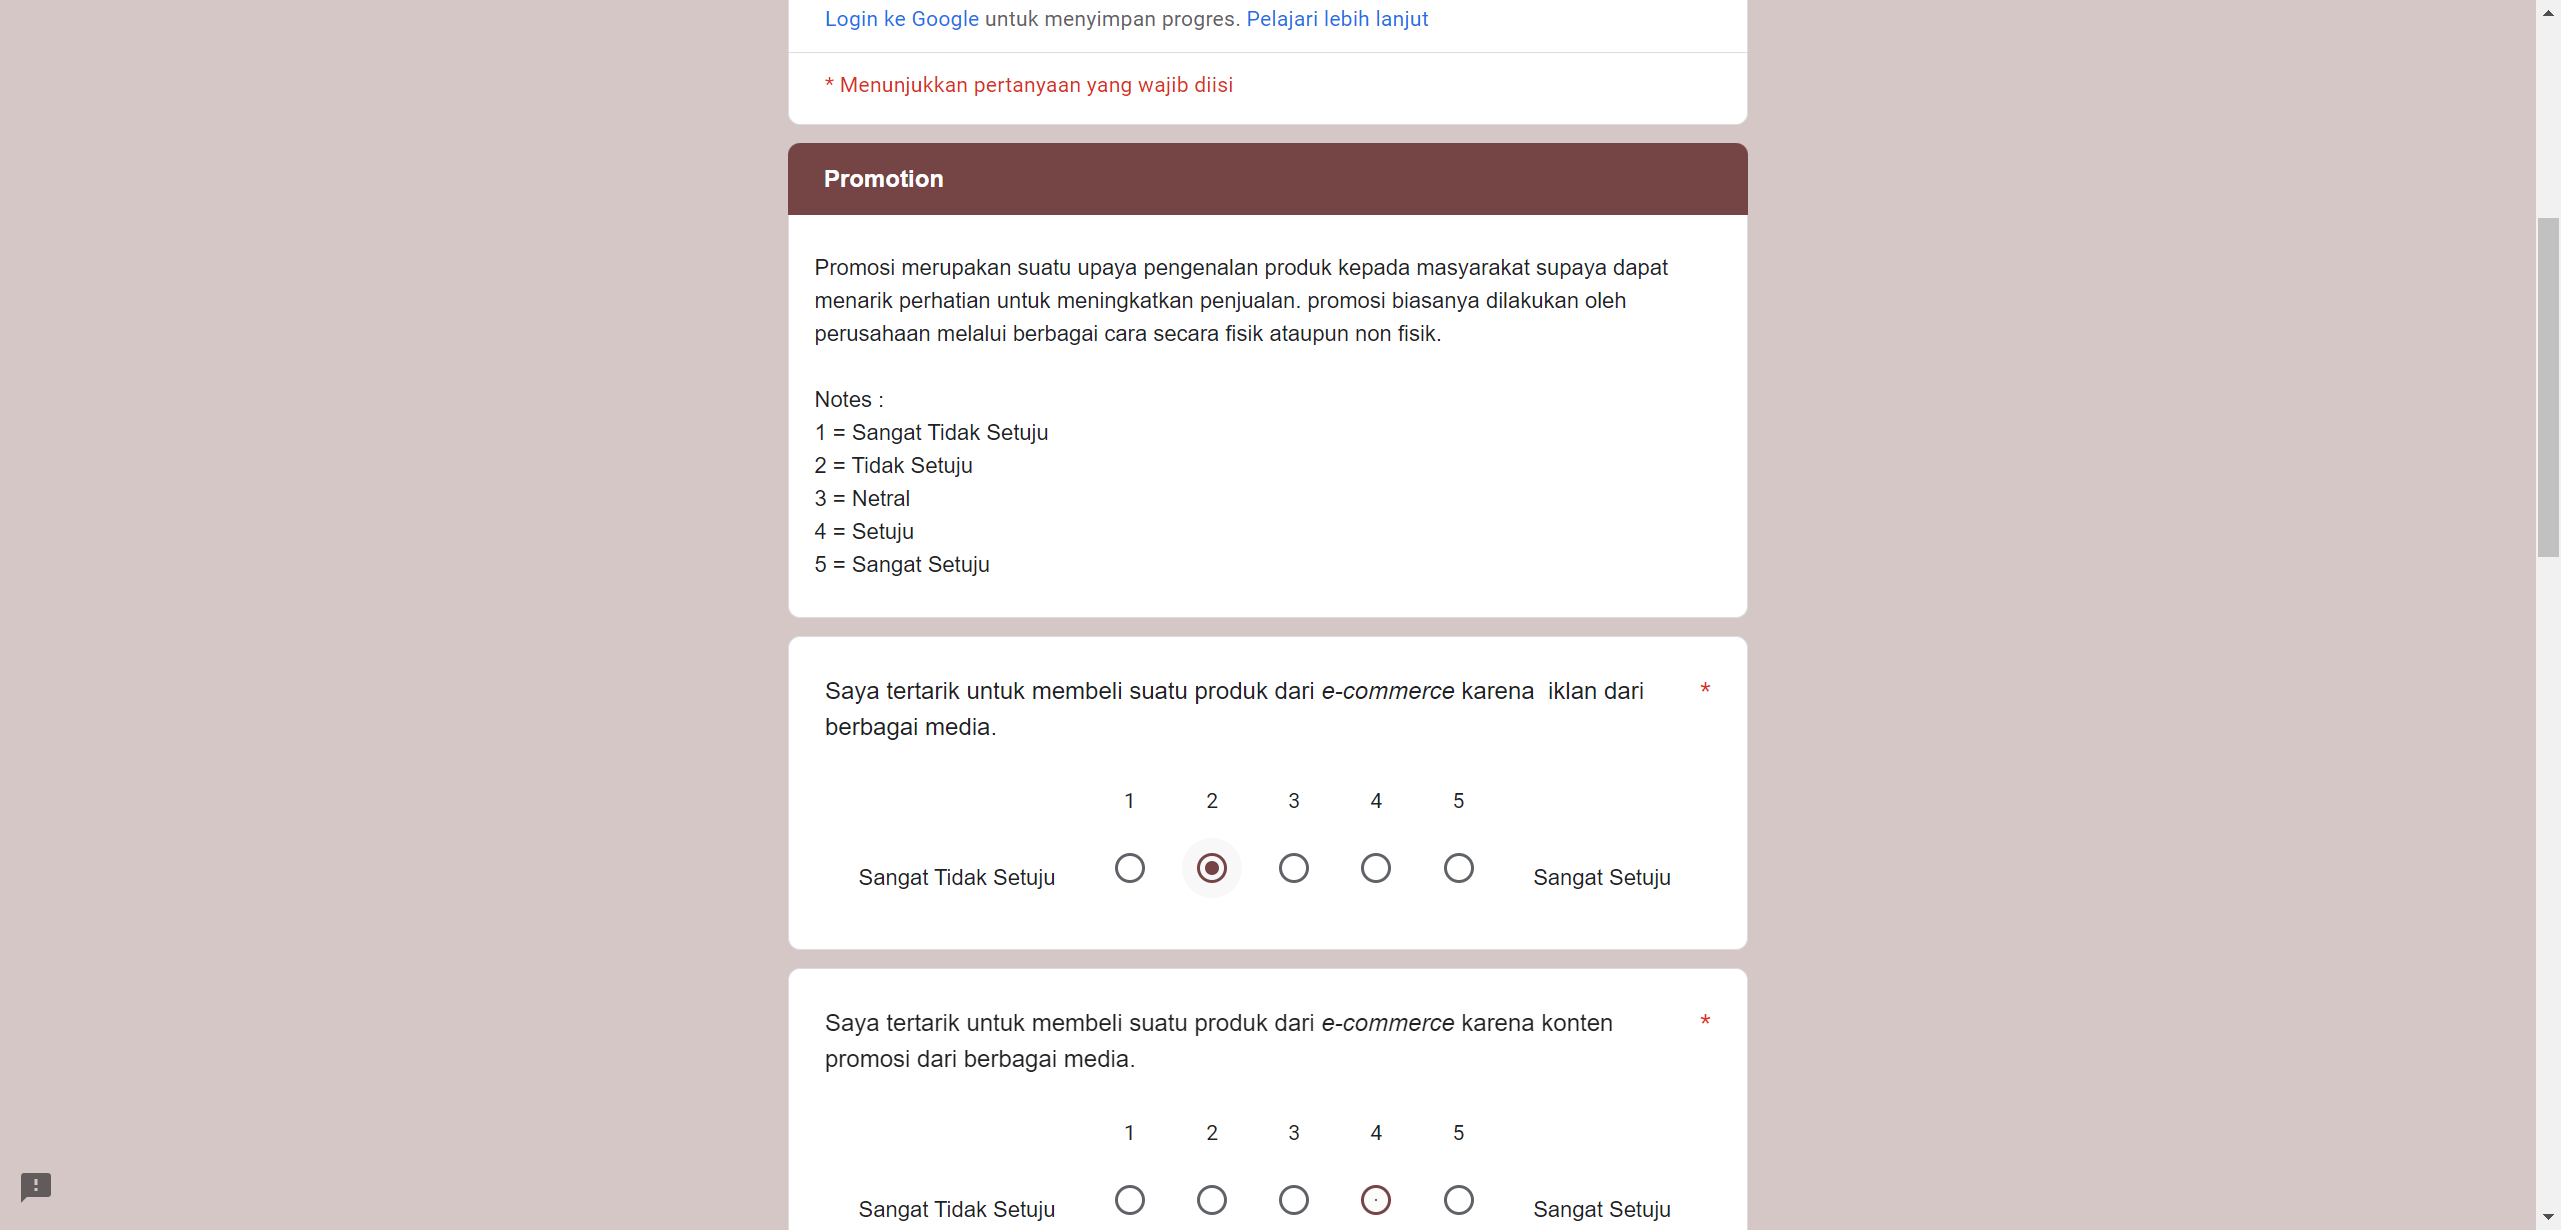 Login ke Google untuk menyimpan progres. Pelajari lebih lanjut
* Menunjukkan pertanyaan yang wajib diisi
Promotion
Promosi merupakan suatu upaya pengenalan produk kepada masyarakat supaya dapat
menarik perhatian untuk meningkatkan penjualan. promosi biasanya dilakukan oleh
perusahaan melalui berbagai cara secara fisik ataupun non fisik.
Notes :
1 = Sangat Tidak Setuju
2 = Tidak Setuju
3 = Netral
4 = Setuju
5 = Sangat Setuju
Saya tertarik untuk membeli suatu produk dari e-commerce karena  iklan dari *
berbagai media.
1 2 3 4 5
Sangat Tidak Setuju Sangat Setuju
Saya tertarik untuk membeli suatu produk dari e-commerce karena konten *
promosi dari berbagai media.
1 2 3 4 5
Sangat Tidak Setuju Sangat Setuju